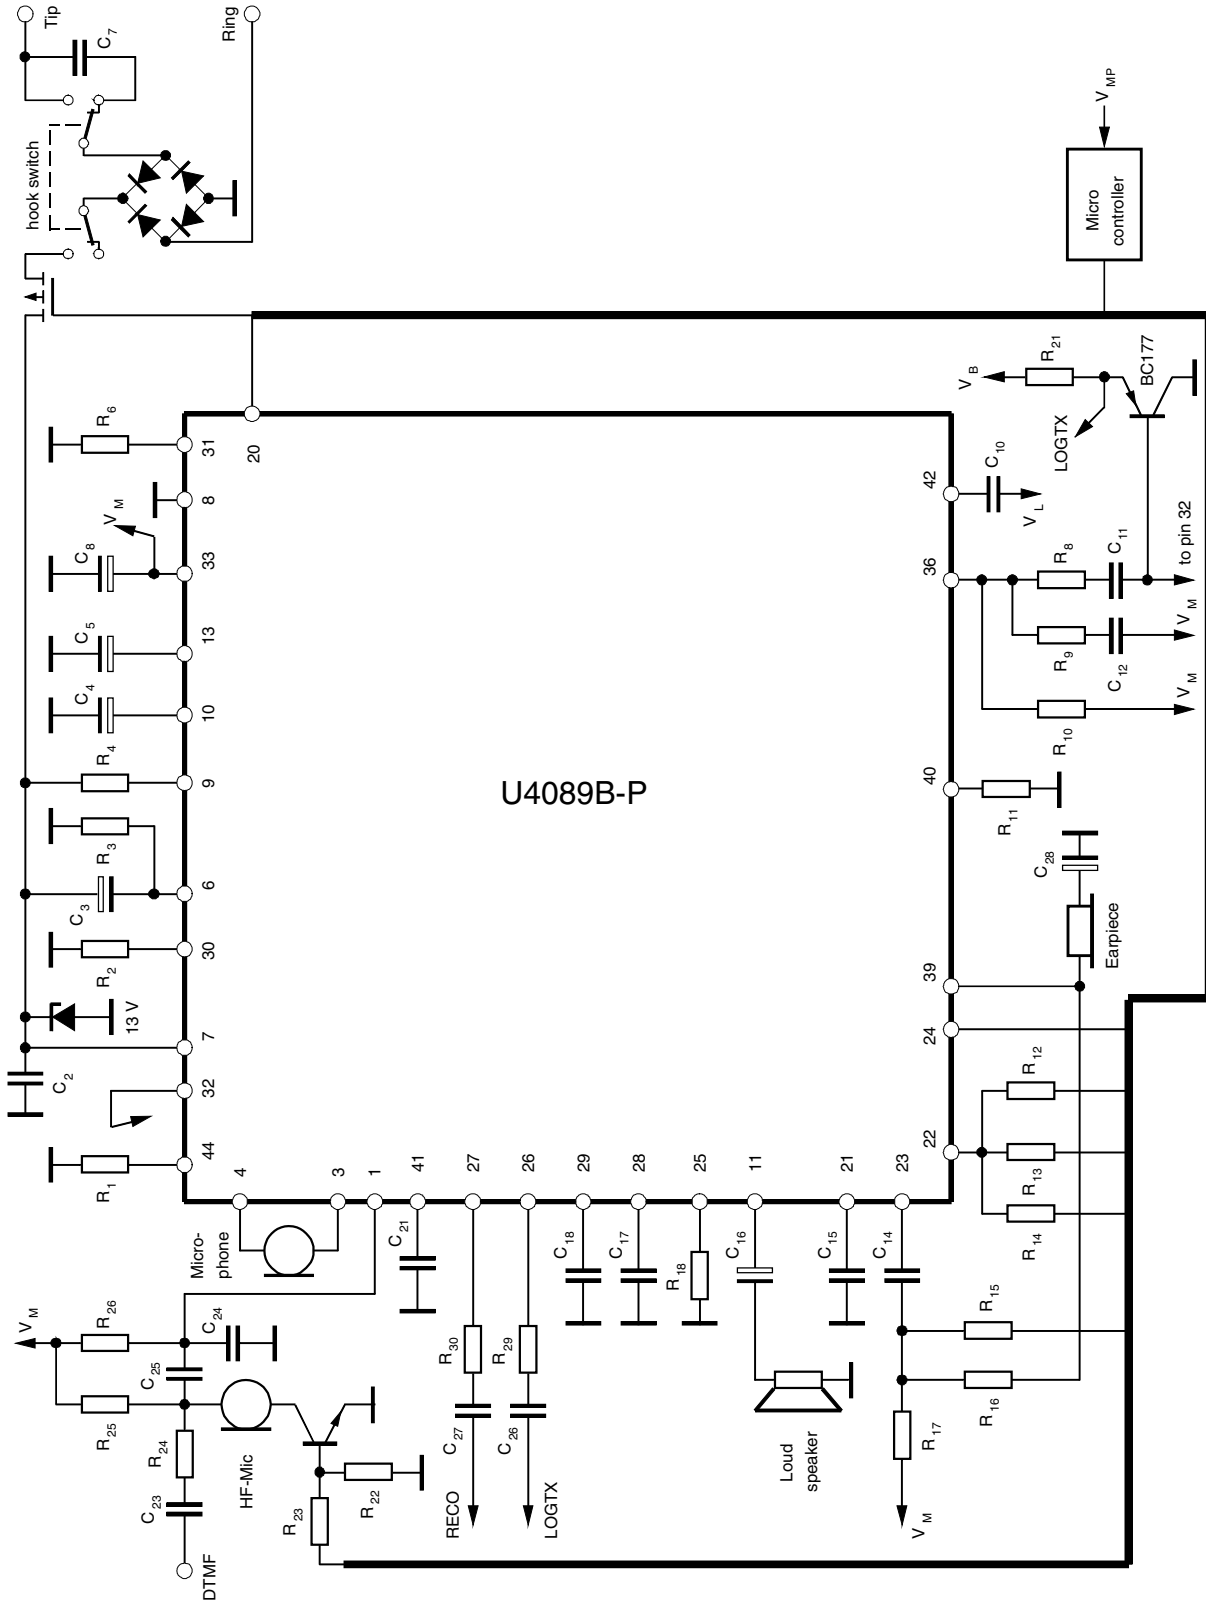 Tip
C7
Ring
hook switch
VMP
Micro
controller
R6
31
20
8
VM
C8
33
C5
13
C4
10
R4
9
R3
C3
6
R2
30
13 V
7
C2
32
R1
44
U4089B-P
VB
R21
BC177
LOGTX
C10
42
VL
36
R8
C11
to pin 32
R9
C12
VM
R10
VM
40
R11
C28
Earpiece
39
24
22
R12
R13
R14
4
3
1
41
27
26
29
28
25
11
21
23
Micro-
phone
C21
C18
C17
R18
C16
C15
C14
R15
R16
R17
VM
Loud
speaker
VM
R26
C24
C25
R25
R24
C23
HF-Mic
R23
R22
DTMF
R30
R29
C27
C26
RECO
LOGTX